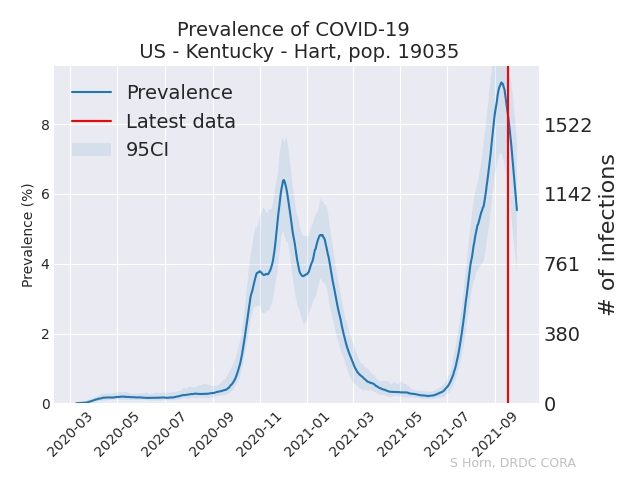 Prevalence of COVID-19
US - Kentucky - Hart, pop. 19035
Prevalence
Latest data
95CI
Prevalence (%)
8
6
4
2
0
1522
1142
761
380
0
# of infections
2020-03
2020-05
2020-07
2020-09
2020-11
2021-01
2021-03
2021-05
2021-07
2021-09
S Horn, DRDC CORA